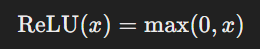 ReLU(x) = max(0, x)